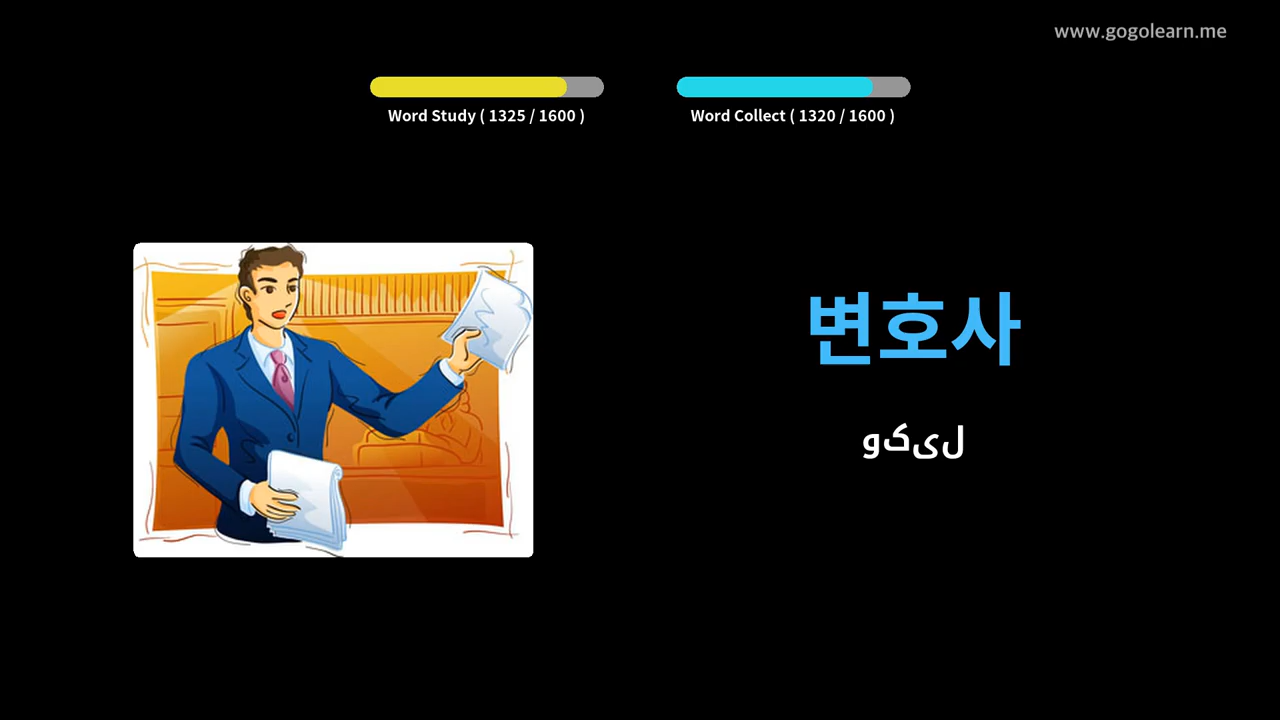 www.gogolearn.me
Word Study ( 1325 / 1600 )
Word Collect ( 1320 / 1600 )
변호사
وکیل